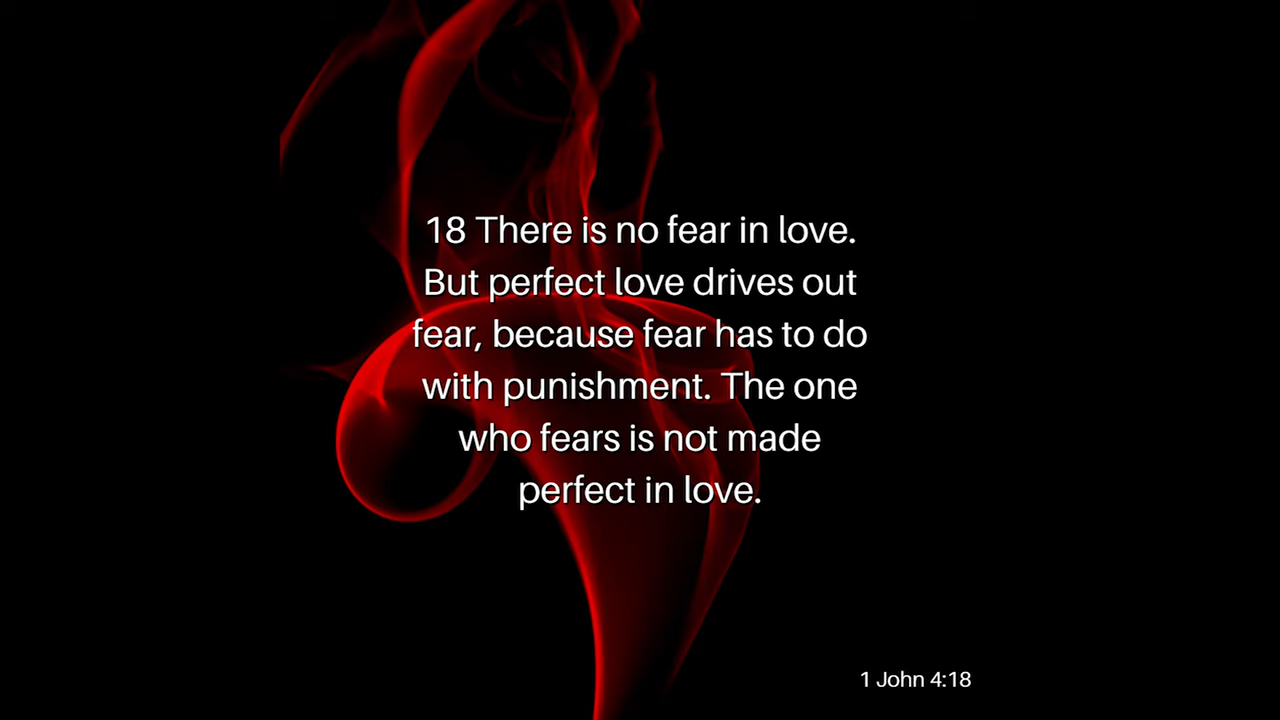 18 There is no fear in love.
But perfect love drives out
fear, because fear has to do
with punishment. The one
who fears is not made
perfect in love.
1 John 4:18